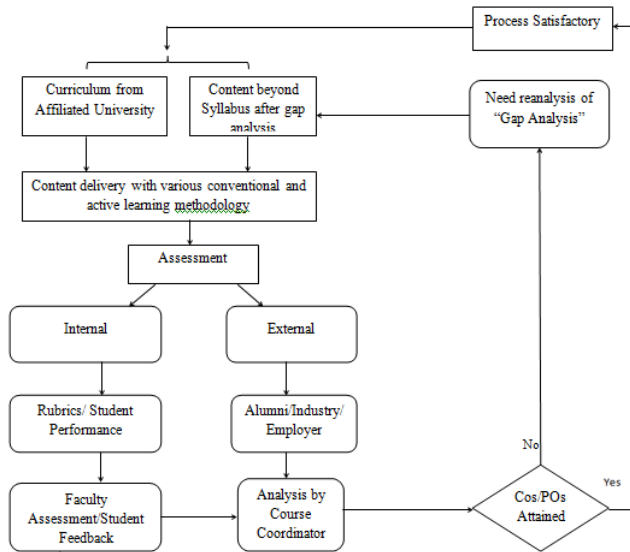 Process Satisfactory
Curriculum from
Affiliated University
Content beyond
Syllabus after gap
analysis
Need reanalysis of
“Gap Analysis”
Content delivery with various conventional and
active learning methodology
Assessment
Internal
External
Rubrics/ Student
Performance
Alumni/Industry/
Employer
No
Yes
Faculty
Assessment/Student
Feedback
Analysis by
Course
Coordinator
Cos/POs
Attained